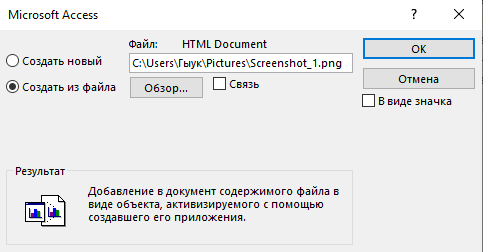 Microsoft Access
? ×
Файл: HTML Document
Создать новый
C:\Users\Гыук\Pictures\Screenshot_1.png
Создать из файла
Обзор...
Связь
OK
Отмена
В виде значка
Результат
Добавление в документ содержимого файла в
виде объекта, активизируемого с помощью
создавшего его приложения.